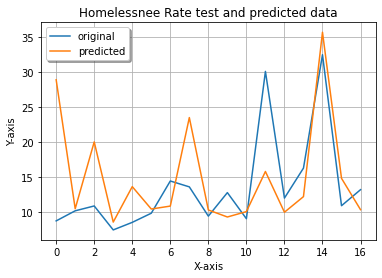 Homelessnee Rate test and predicted data
original
predicted
Y-axis
35
30
25
20
15
10
0 2 4 6 8 10 12 14 16
X-axis